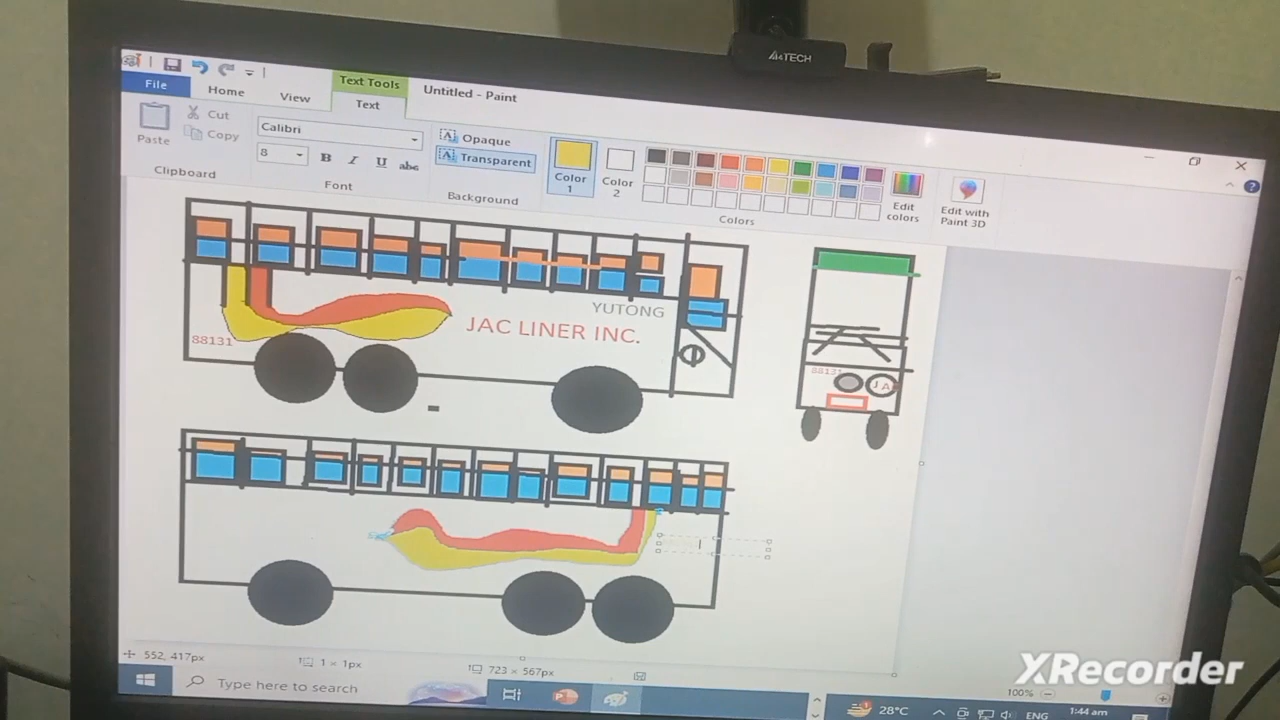 A4TECH
Untitled - Paint
Text Tools
File
Home
View
Text
Paste
Cut
Copy
Clipboard
Calibri
8
B I U abc
Font
Opaque
Transparent
Background
Color 1
Color 2
Colors
Edit colors
Edit with Paint 3D
YUTONG
JAC LINER INC.
88131
88131
JA
552, 417px
1 × 1px
723 × 567px
100%
Type here to search
28°C
ENG
1:44 am
XRecorder